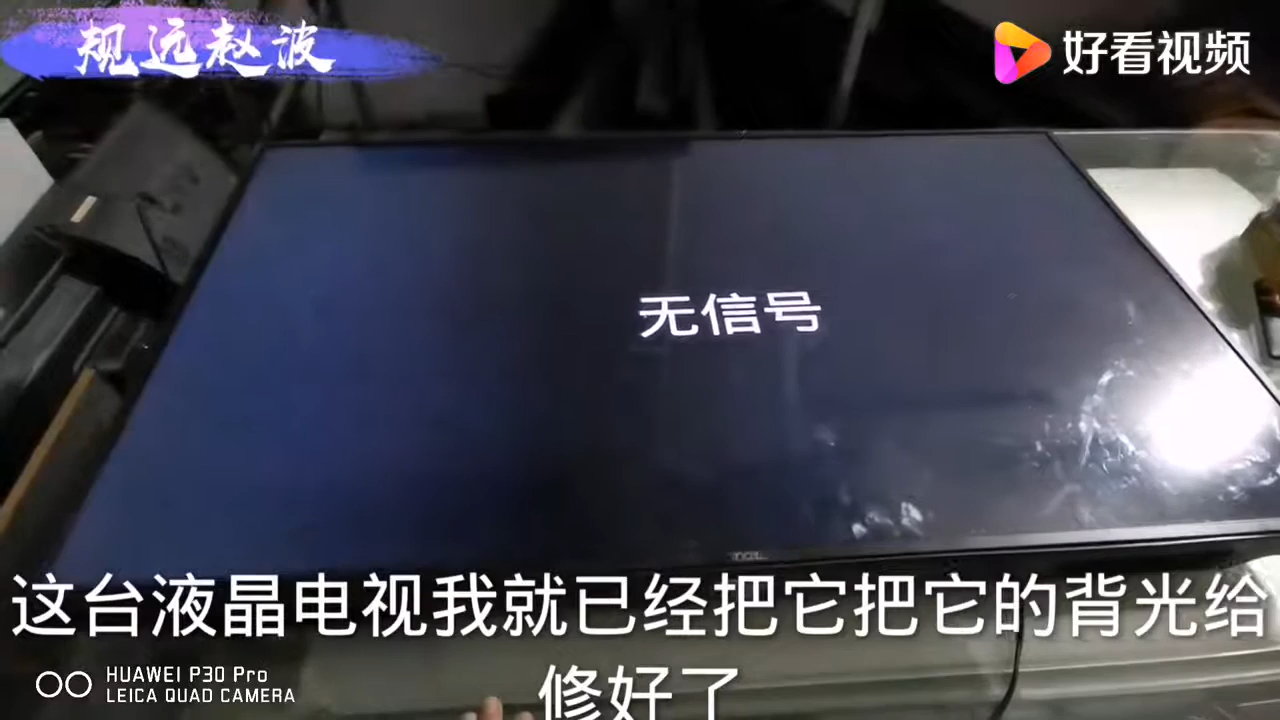 规远赵波
好看视频
无信号
TCL
这台液晶电视我就已经把它把它的背光给
修好了
HUAWEI P30 Pro
LEICA QUAD CAMERA